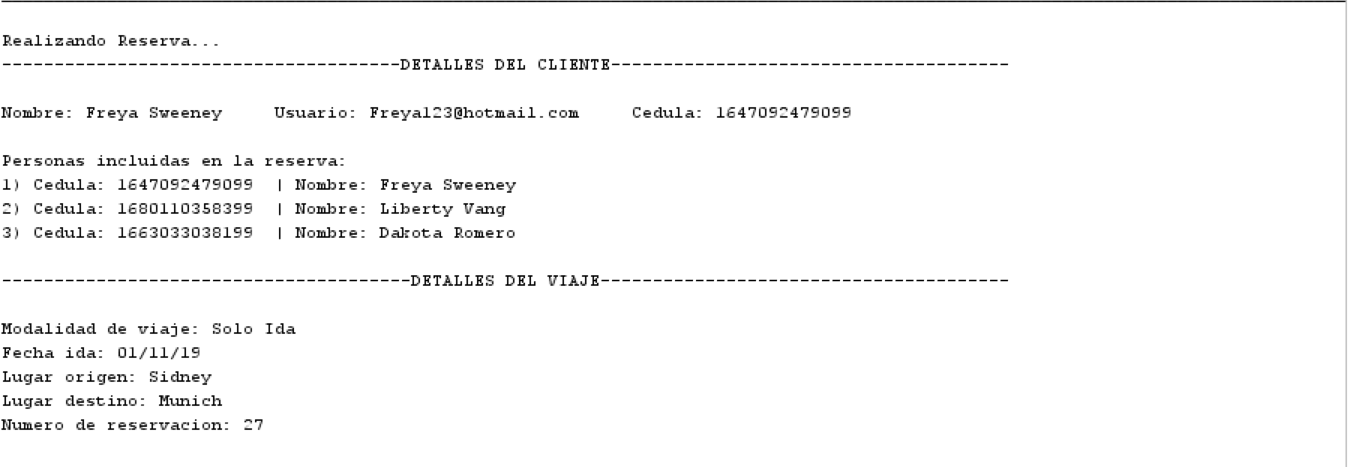 Realizando Reserva...
--------------------------------------DETALLES DEL CLIENTE--------------------------------------
Nombre: Freya Sweeney     Usuario: Freya123@hotmail.com     Cedula: 1647092479099
Personas incluidas en la reserva:
1) Cedula: 1647092479099  | Nombre: Freya Sweeney
2) Cedula: 1680110358399  | Nombre: Liberty Vang
3) Cedula: 1663033038199  | Nombre: Dakota Romero
---------------------------------------DETALLES DEL VIAJE---------------------------------------
Modalidad de viaje: Solo Ida
Fecha ida: 01/11/19
Lugar origen: Sidney
Lugar destino: Munich
Numero de reservacion: 27